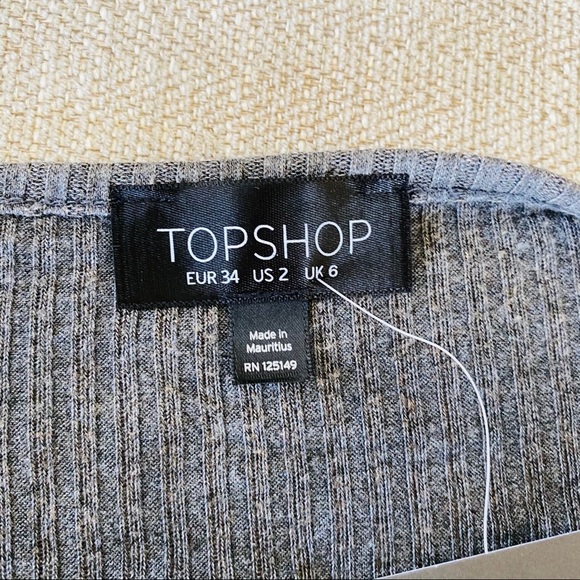 TOPSHOP
EUR 34 US 2 UK 6
Made in
Mauritius
RN 125149